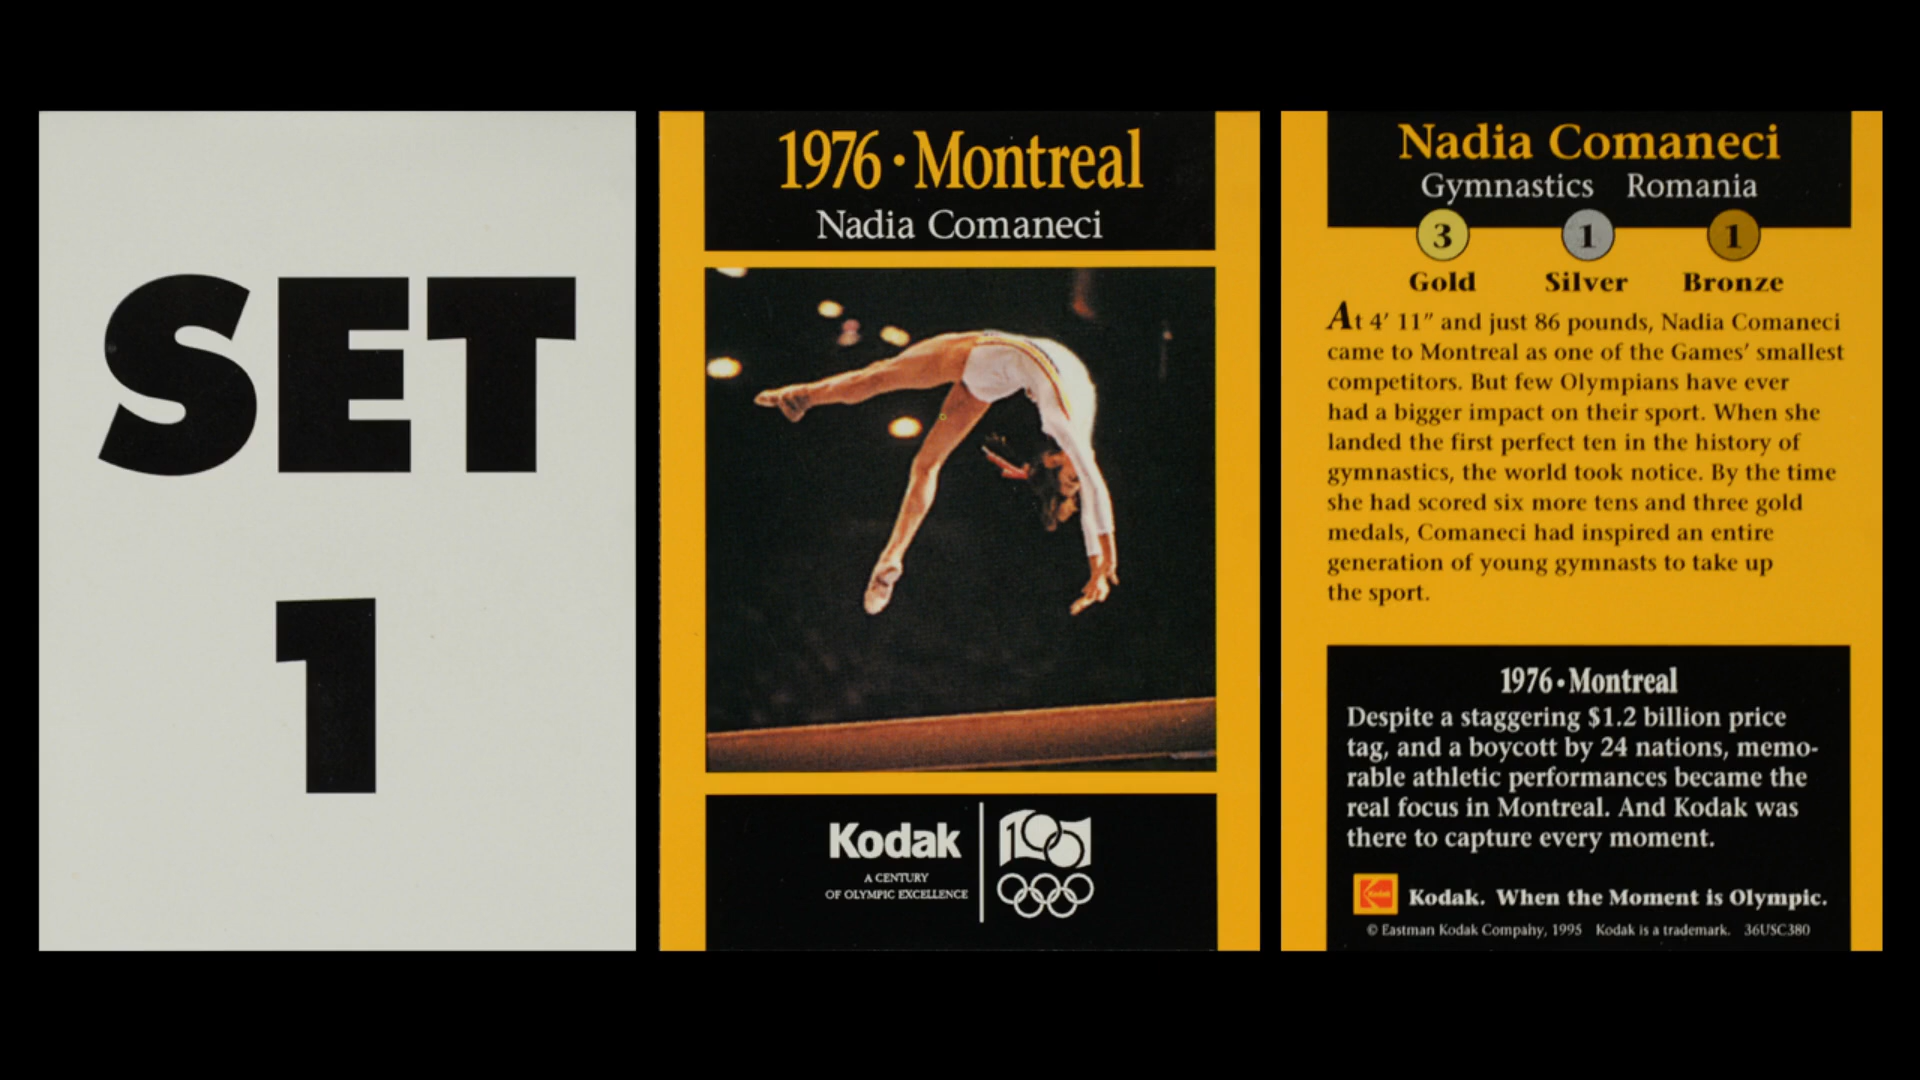 SET
1
1976 • Montreal
Nadia Comaneci
Kodak
A CENTURY
OF OLYMPIC EXCELLENCE
100
Nadia Comaneci
Gymnastics Romania
3 1 1
Gold Silver Bronze
At 4′ 11″ and just 86 pounds, Nadia Comaneci
came to Montreal as one of the Games’ smallest
competitors. But few Olympians have ever
had a bigger impact on their sport. When she
landed the first perfect ten in the history of
gymnastics, the world took notice. By the time
she had scored six more tens and three gold
medals, Comaneci had inspired an entire
generation of young gymnasts to take up
the sport.
1976 • Montreal
Despite a staggering $1.2 billion price
tag, and a boycott by 24 nations, memo-
rable athletic performances became the
real focus in Montreal. And Kodak was
there to capture every moment.
Kodak
Kodak. When the Moment is Olympic.
© Eastman Kodak Company, 1995 Kodak is a trademark. 36USC380